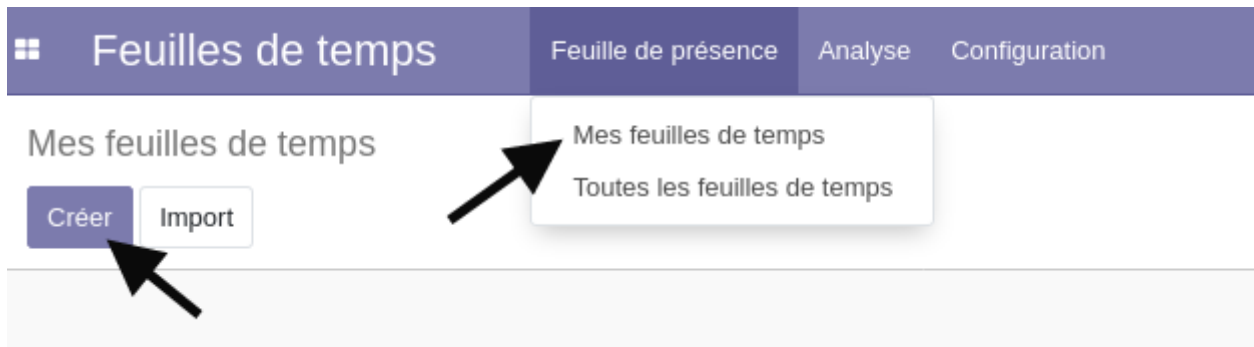 Feuilles de temps Feuille de présence Analyse Configuration
Mes feuilles de temps
Mes feuilles de temps
Toutes les feuilles de temps
Créer Import